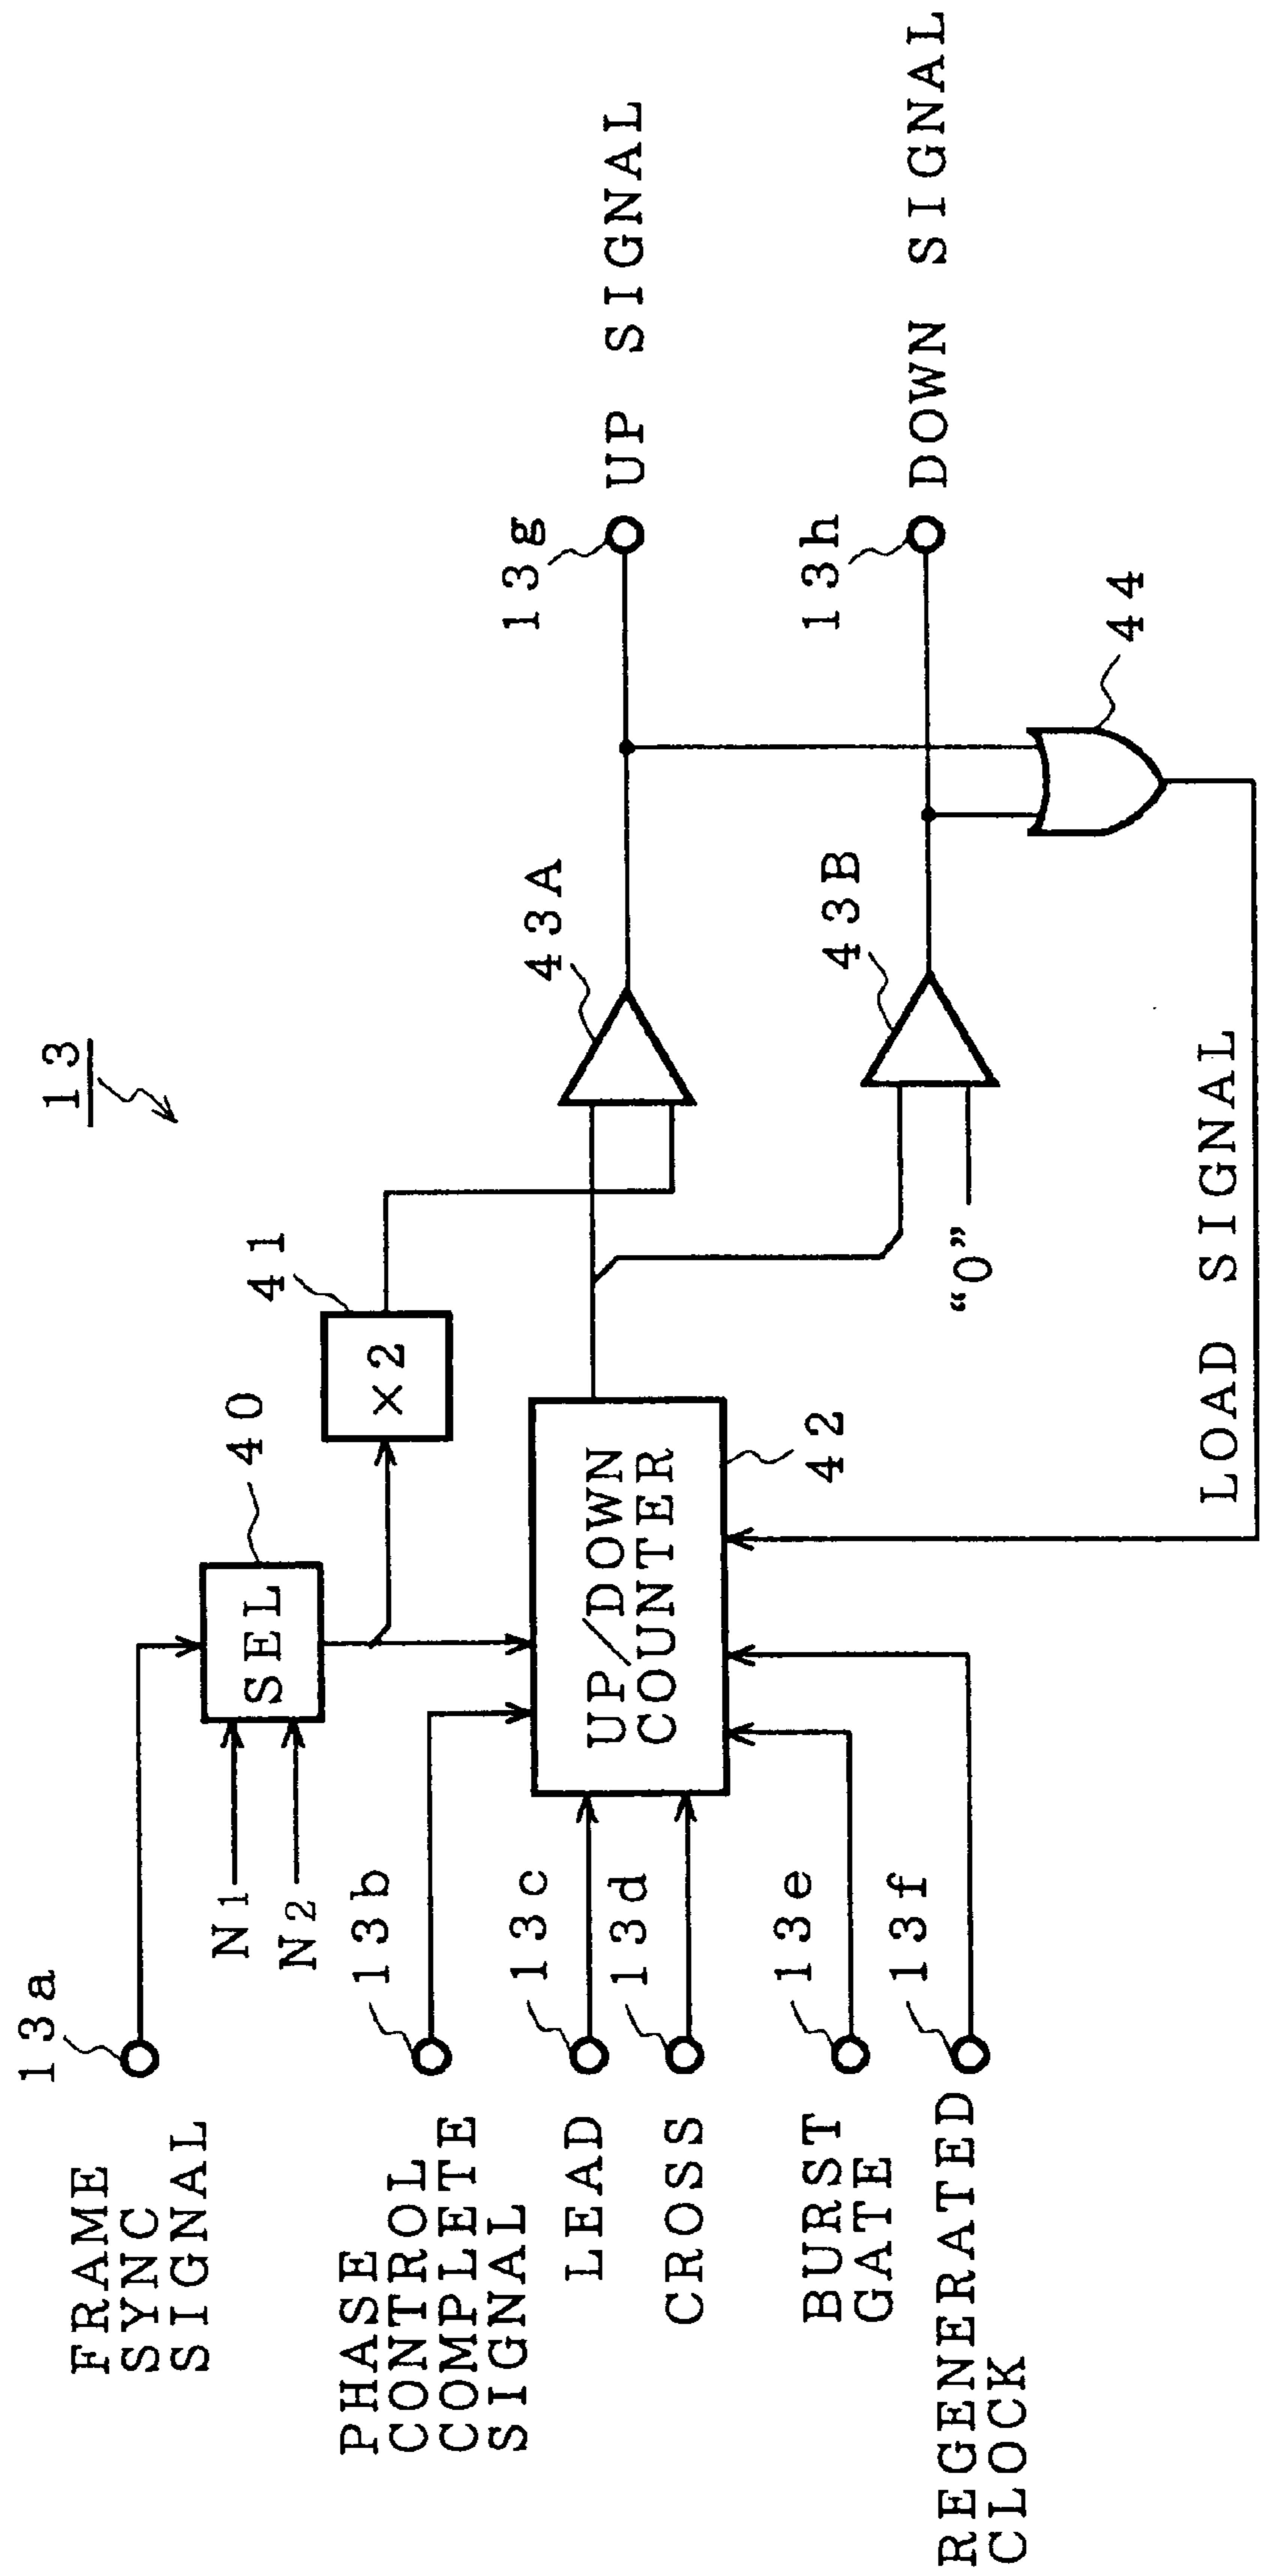 13
13a
FRAME
SYNC
SIGNAL
N1
N2
SEL
40
41
×2
13b
PHASE
CONTROL
COMPLETE
SIGNAL
13c
LEAD
13d
CROSS
13e
BURST
GATE
13f
REGENERATED
CLOCK
UP/DOWN
COUNTER
42
43A
43B
“0”
13g
UP SIGNAL
13h
DOWN SIGNAL
44
LOAD SIGNAL